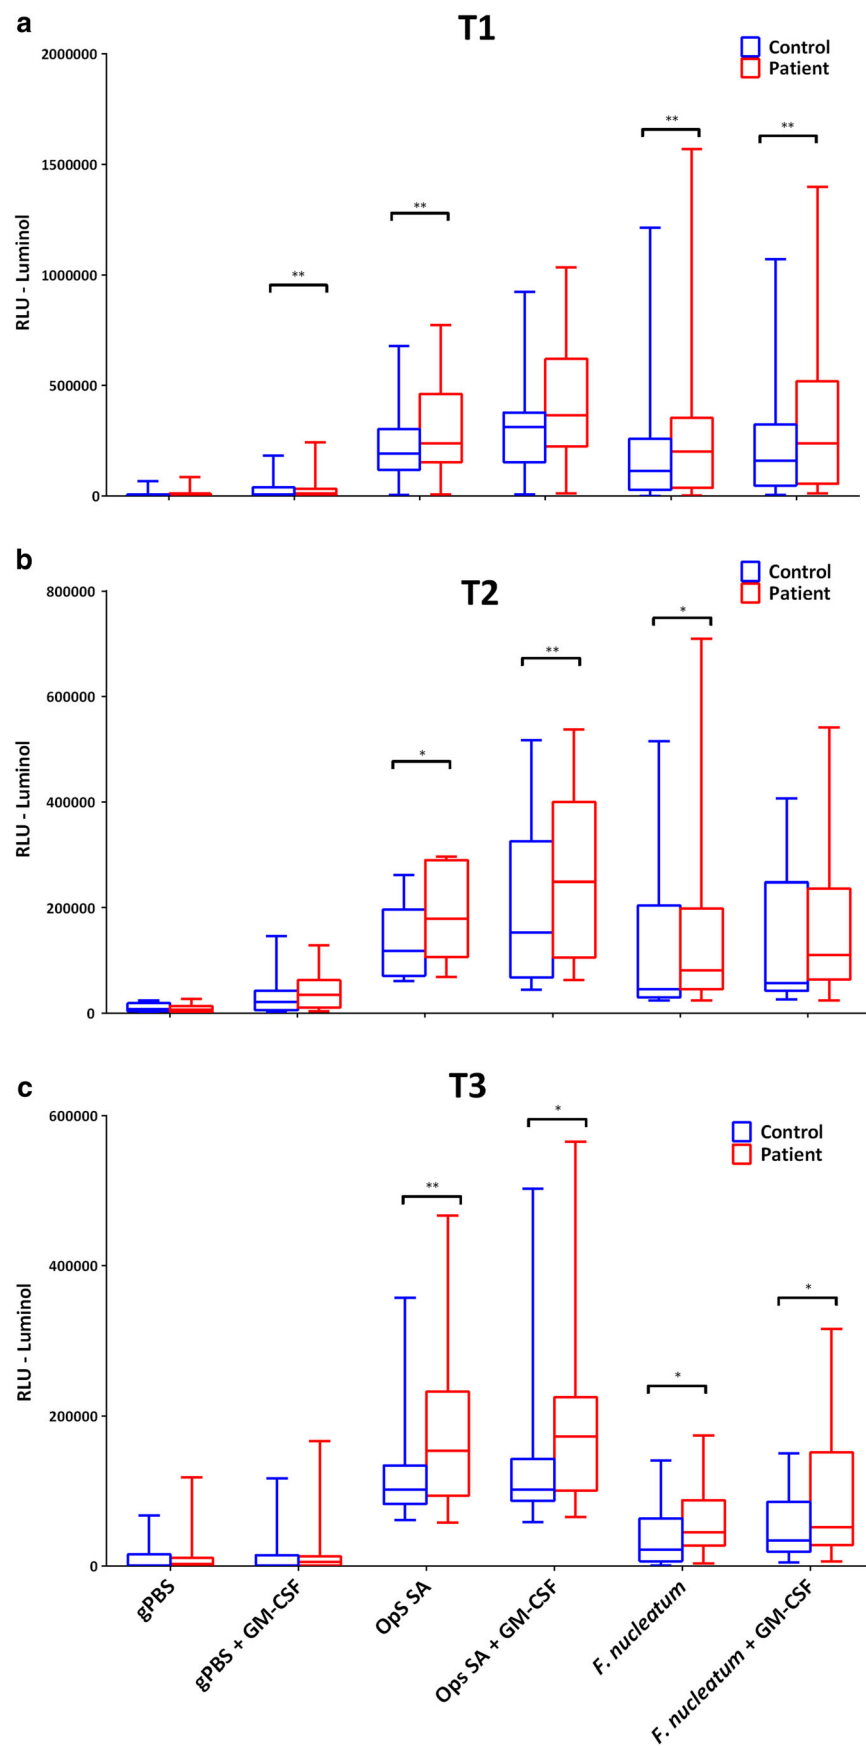 a
T1
Control
Patient
2000000
1500000
1000000
500000
0
RLU - Luminol
**
**
**
**
b
T2
Control
Patient
800000
600000
400000
200000
0
RLU - Luminol
*
**
*
c
T3
Control
Patient
600000
400000
200000
0
RLU - Luminol
**
*
*
*
gPBS
gPBS + GM-CSF
OpS SA
Ops SA + GM-CSF
F. nucleatum
F. nucleatum + GM-CSF